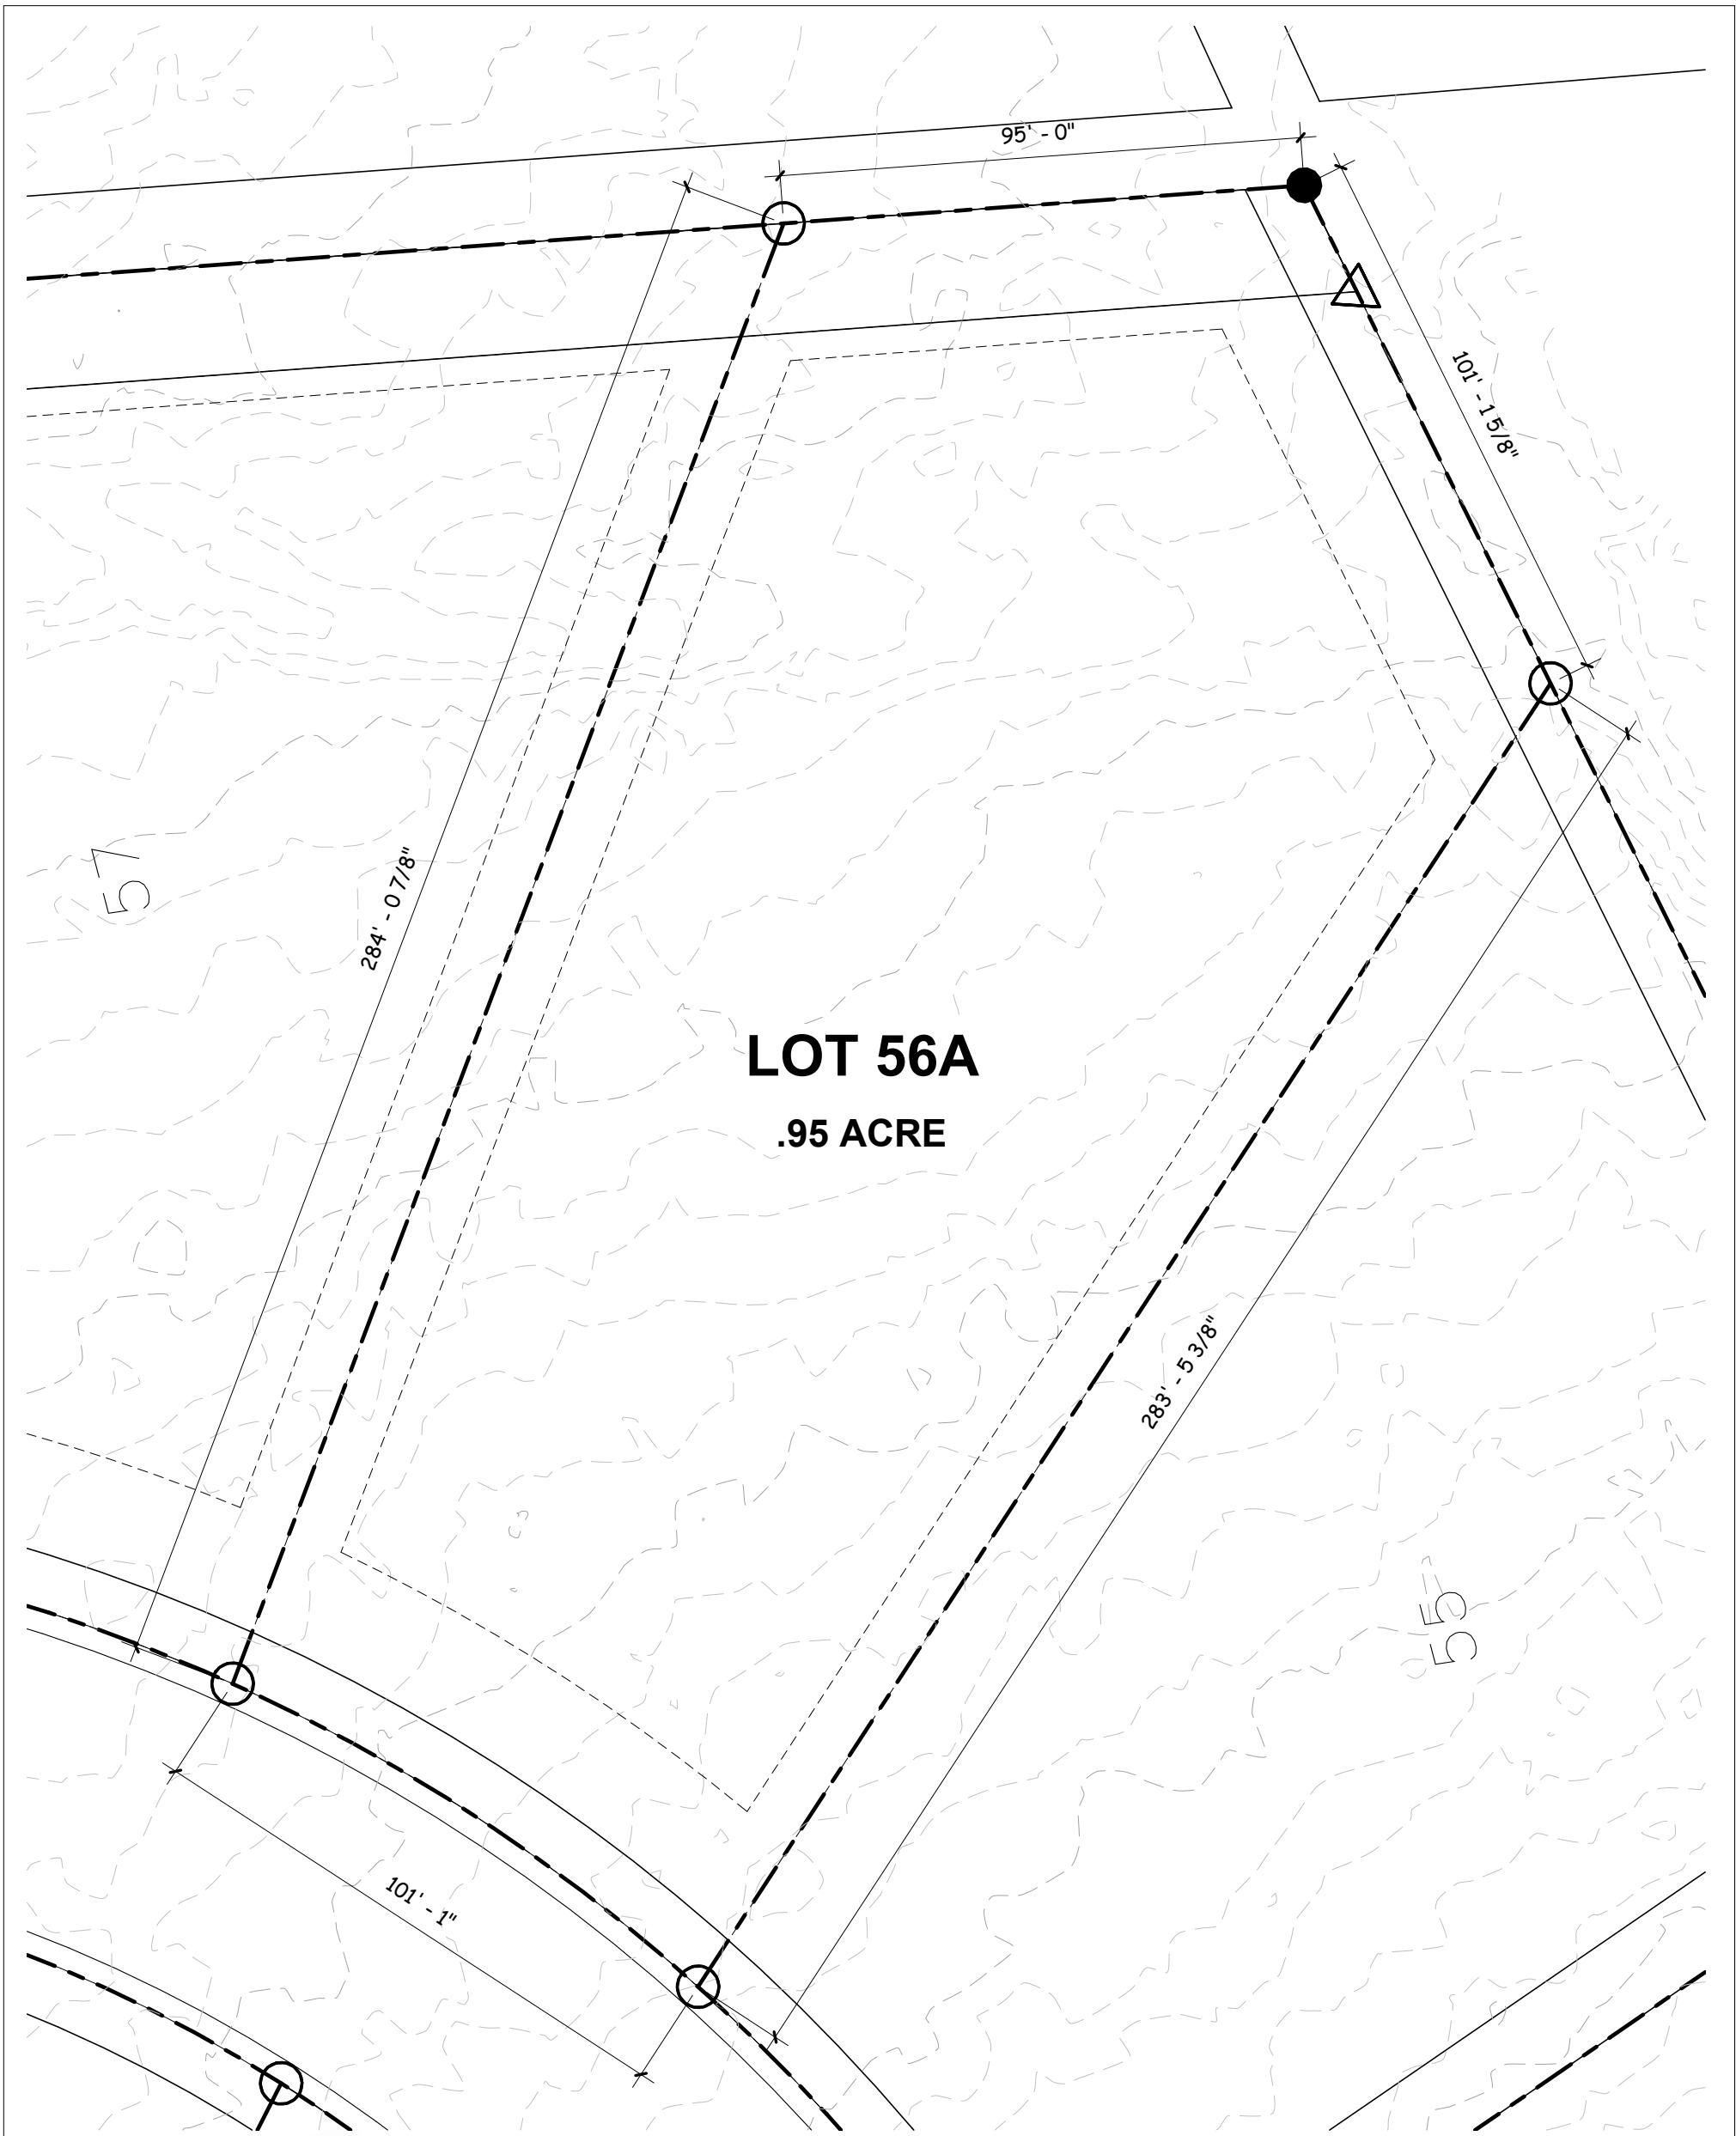 95' - 0"
101' - 1 5/8"
57
284' - 0 7/8"
LOT 56A
.95 ACRE
283' - 5 3/8"
55
101' - 1"